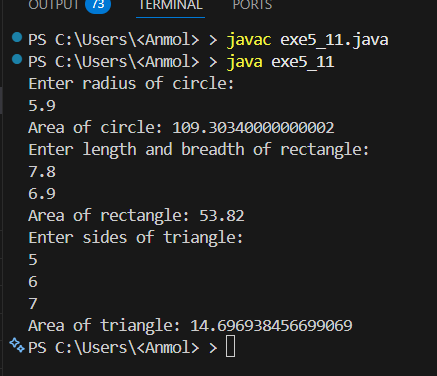 OUTPUT 73 TERMINAL PORTS
PS C:\Users\<Anmol> > javac exe5_11.java
PS C:\Users\<Anmol> > java exe5_11
Enter radius of circle:
5.9
Area of circle: 109.30340000000002
Enter length and breadth of rectangle:
7.8
6.9
Area of rectangle: 53.82
Enter sides of triangle:
5
6
7
Area of triangle: 14.696938456699069
PS C:\Users\<Anmol> >